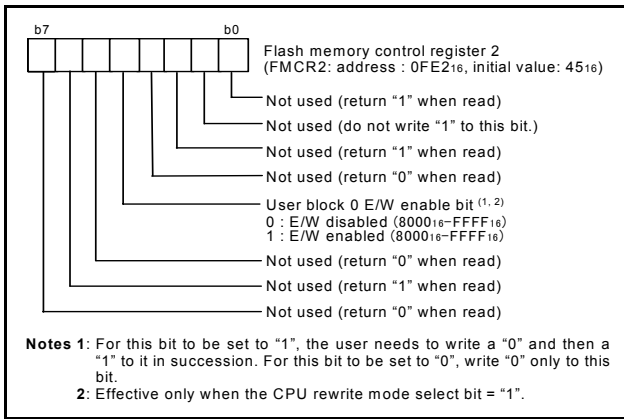 b7 b0
Flash memory control register 2
(FMCR2: address : 0FE216, initial value: 4516)
Not used (return “1” when read)
Not used (do not write “1” to this bit.)
Not used (return “1” when read)
Not used (return “0” when read)
User block 0 E/W enable bit (1, 2)
0 : E/W disabled (800016–FFFF16)
1 : E/W enabled (800016–FFFF16)
Not used (return “0” when read)
Not used (return “1” when read)
Not used (return “0” when read)
Notes 1: For this bit to be set to “1”, the user needs to write a “0” and then a
“1” to it in succession. For this bit to be set to “0”, write “0” only to this
bit.
2: Effective only when the CPU rewrite mode select bit = “1”.